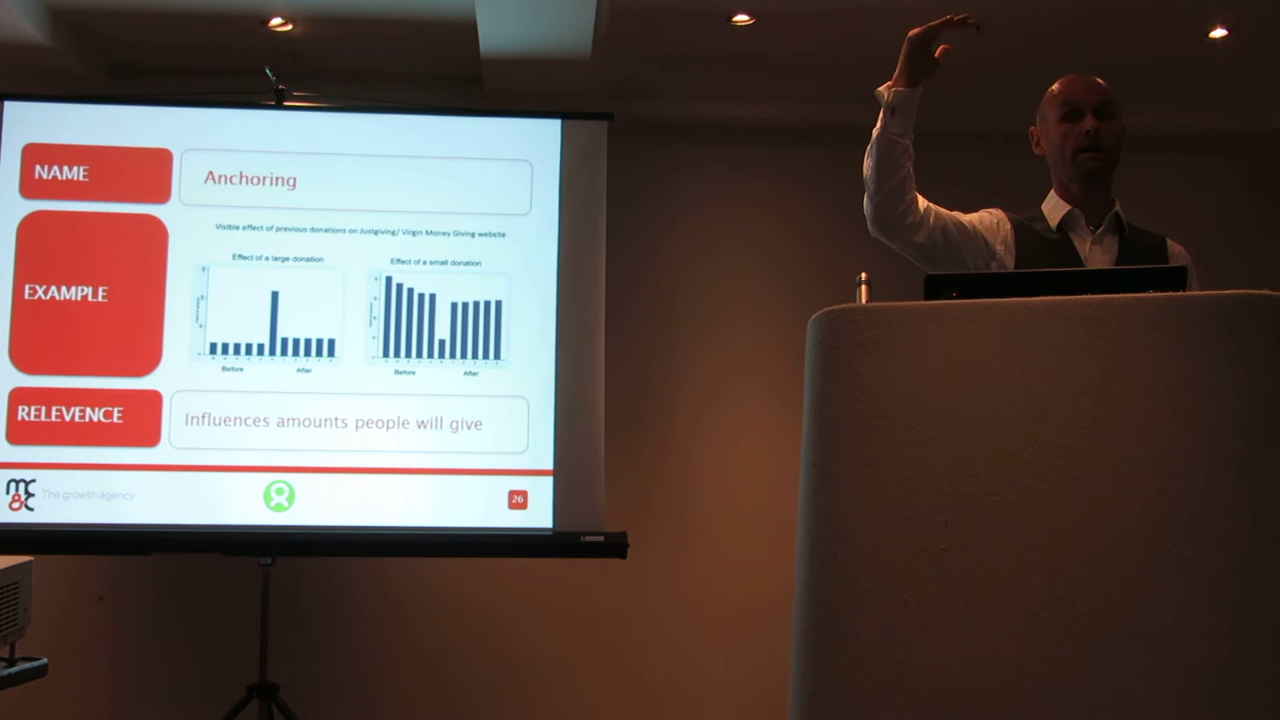 NAME
Anchoring
Visible effect of previous donations on Justgiving/ Virgin Money Giving website
EXAMPLE
Effect of a large donation
Effect of a small donation
Before
After
Before
After
RELEVENCE
Influences amounts people will give
mc&c The growth agency
26